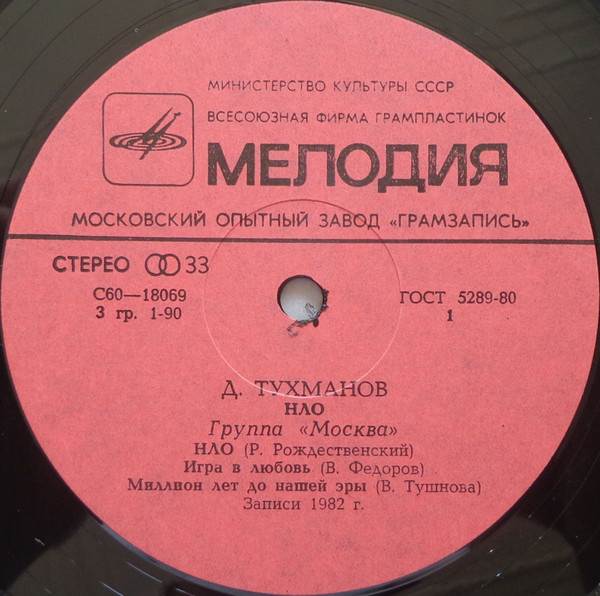 МИНИСТЕРСТВО КУЛЬТУРЫ СССР
ВСЕСОЮЗНАЯ ФИРМА ГРАМПЛАСТИНОК
МЕЛОДИЯ
МОСКОВСКИЙ ОПЫТНЫЙ ЗАВОД «ГРАМЗАПИСЬ»
СТЕРЕО 33
С60—18069
3 гр. 1-90
ГОСТ 5289-80
1
Д. ТУХМАНОВ
НЛО
Группа «Москва»
НЛО (Р. Рождественский)
Игра в любовь (В. Федоров)
Миллион лет до нашей эры (В. Тушнова)
Записи 1982 г.